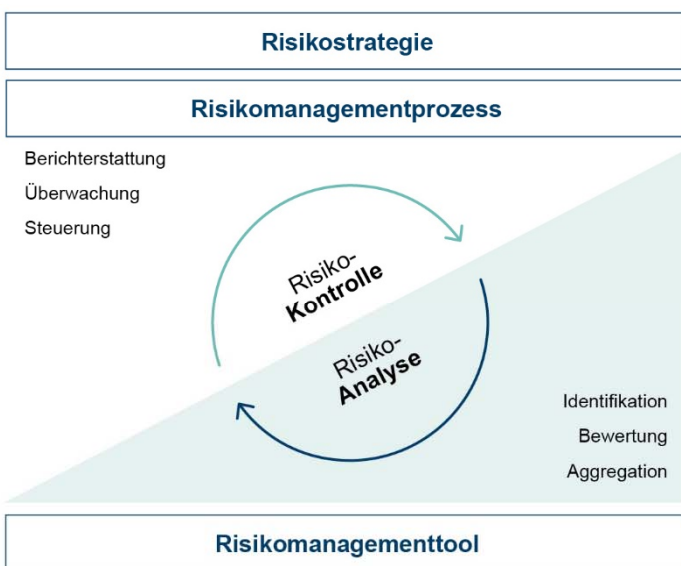 Risikostrategie
Risikomanagementprozess
Berichterstattung
Überwachung
Steuerung
Risiko-
Kontrolle
Risiko-
Analyse
Identifikation
Bewertung
Aggregation
Risikomanagementtool